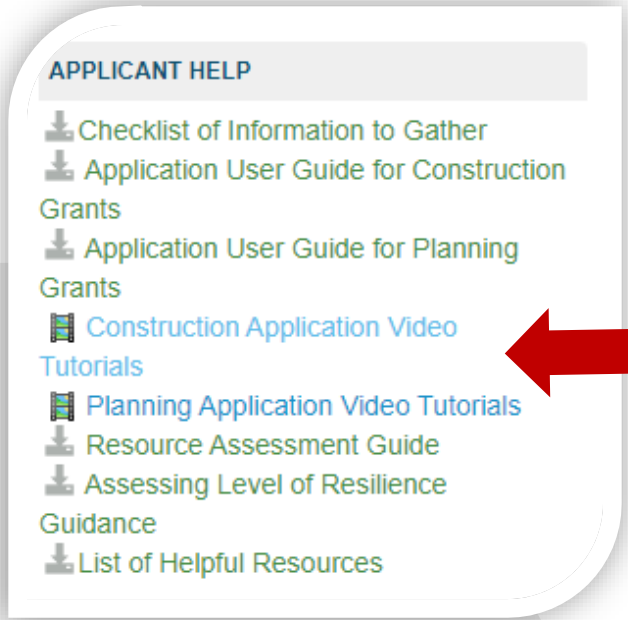 APPLICANT HELP
Checklist of Information to Gather
Application User Guide for Construction
Grants
Application User Guide for Planning
Grants
Construction Application Video
Tutorials
Planning Application Video Tutorials
Resource Assessment Guide
Assessing Level of Resilience
Guidance
List of Helpful Resources